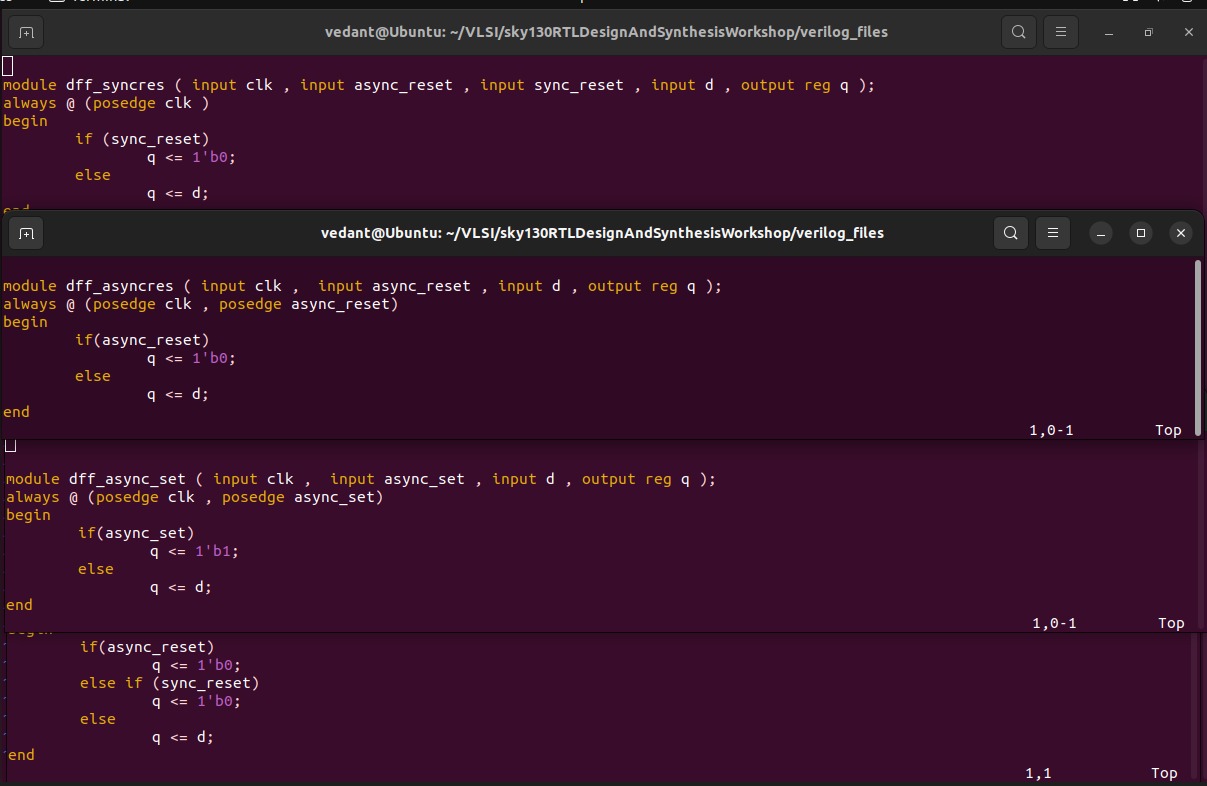 vedant@Ubuntu: ~/VLSI/sky130RTLDesignAndSynthesisWorkshop/verilog_files
module dff_syncres ( input clk , input async_reset , input sync_reset , input d , output reg q );
always @ (posedge clk )
begin
if (sync_reset)
q <= 1'b0;
else
q <= d;
vedant@Ubuntu: ~/VLSI/sky130RTLDesignAndSynthesisWorkshop/verilog_files
module dff_asyncres ( input clk ,  input async_reset , input d , output reg q );
always @ (posedge clk , posedge async_reset)
begin
if(async_reset)
q <= 1'b0;
else
q <= d;
end
1,0-1 Top
module dff_async_set ( input clk ,  input async_set , input d , output reg q );
always @ (posedge clk , posedge async_set)
begin
if(async_set)
q <= 1'b1;
else
q <= d;
end
1,0-1 Top
if(async_reset)
q <= 1'b0;
else if (sync_reset)
q <= 1'b0;
else
q <= d;
end
1,1 Top